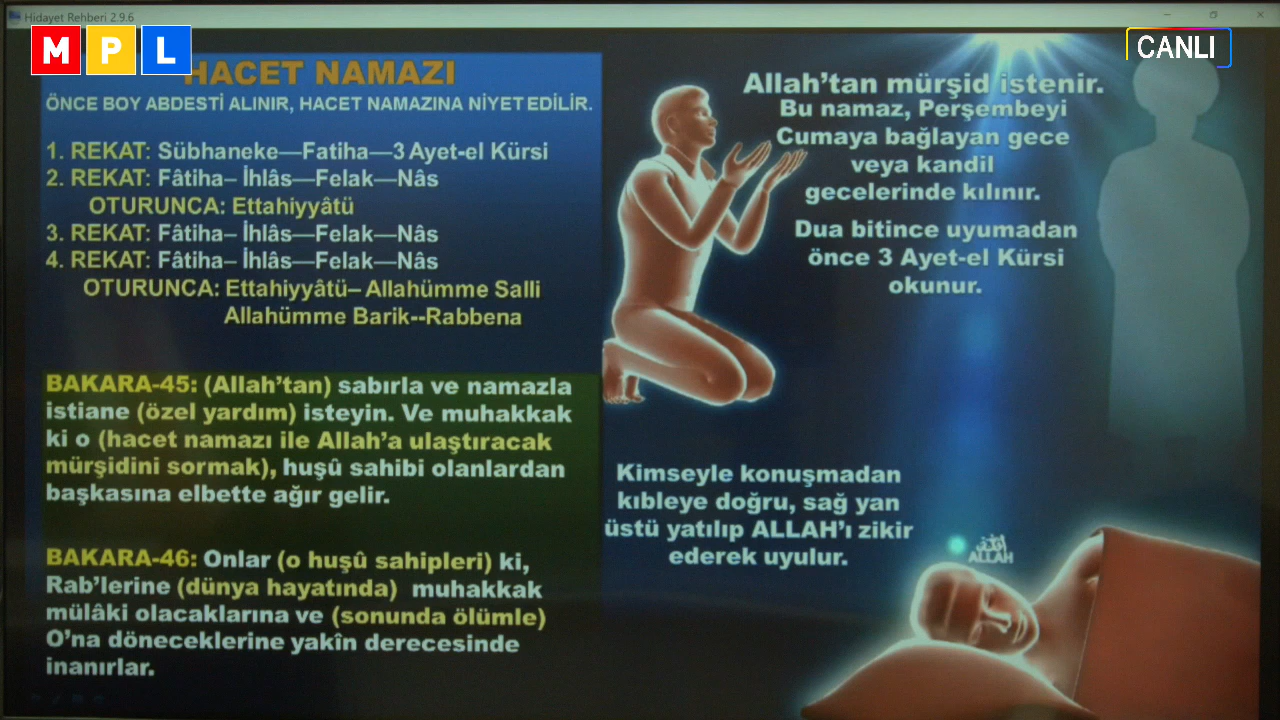 Hidayet Rehberi 2.9.6
MPL
CANLI
HACET NAMAZI
ÖNCE BOY ABDESTİ ALINIR, HACET NAMAZINA NİYET EDİLİR.
1. REKAT: Sübhaneke—Fatiha—3 Ayet-el Kürsi
2. REKAT: Fâtiha– İhlâs—Felak—Nâs
OTURUNCA: Ettahiyyâtü
3. REKAT: Fâtiha– İhlâs—Felak—Nâs
4. REKAT: Fâtiha– İhlâs—Felak—Nâs
OTURUNCA: Ettahiyyâtü– Allahümme Salli
Allahümme Barik--Rabbena
BAKARA-45: (Allah’tan) sabırla ve namazla
istiane (özel yardım) isteyin. Ve muhakkak
ki o (hacet namazı ile Allah’a ulaştıracak
mürşidini sormak), huşû sahibi olanlardan
başkasına elbette ağır gelir.
BAKARA-46: Onlar (o huşû sahipleri) ki,
Rab’lerine (dünya hayatında) muhakkak
mülâki olacaklarına ve (sonunda ölümle)
O’na döneceklerine yakîn derecesinde
inanırlar.
Allah’tan mürşid istenir.
Bu namaz, Perşembeyi
Cumaya bağlayan gece
veya kandil
gecelerinde kılınır.
Dua bitince uyumadan
önce 3 Ayet-el Kürsi
okunur.
Kimseyle konuşmadan
kıbleye doğru, sağ yan
üstü yatılıp ALLAH’ı zikir
ederek uyulur.
الله
ALLAH